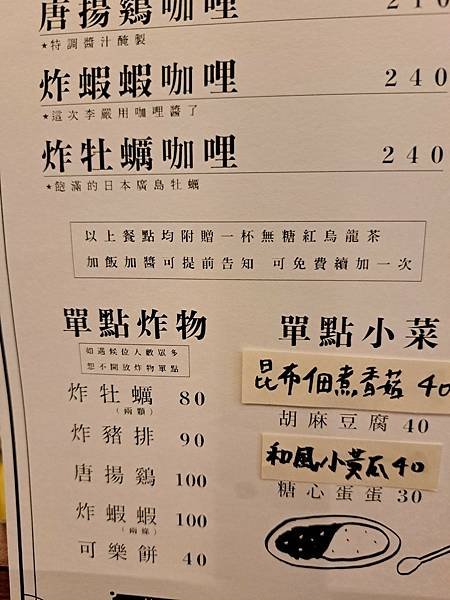 唐揚雞咖哩 210
★特調醬汁醃製
炸蝦蝦咖哩 240
★這次李嚴用咖哩醬了
炸牡蠣咖哩 240
★飽滿的日本廣島牡蠣
以上餐點均附贈一杯無糖紅烏龍茶
加飯加醬可提前告知 可免費續加一次
單點炸物
如遇候位人數眾多
恕不開放炸物單點
炸牡蠣 80
(兩顆)
炸豬排 90
唐揚雞 100
炸蝦蝦 100
(兩條)
可樂餅 40
單點小菜
昆布佃煮香菇 40
胡麻豆腐 40
和風小黃瓜 40
糖心蛋蛋 30